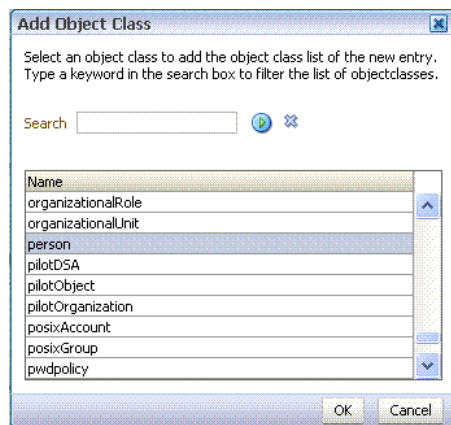 Add Object Class
Select an object class to add the object class list of the new entry.
Type a keyword in the search box to filter the list of objectclasses.
Search
Name
organizationalRole
organizationalUnit
person
pilotDSA
pilotObject
pilotOrganization
posixAccount
posixGroup
pwdpolicy
OK Cancel